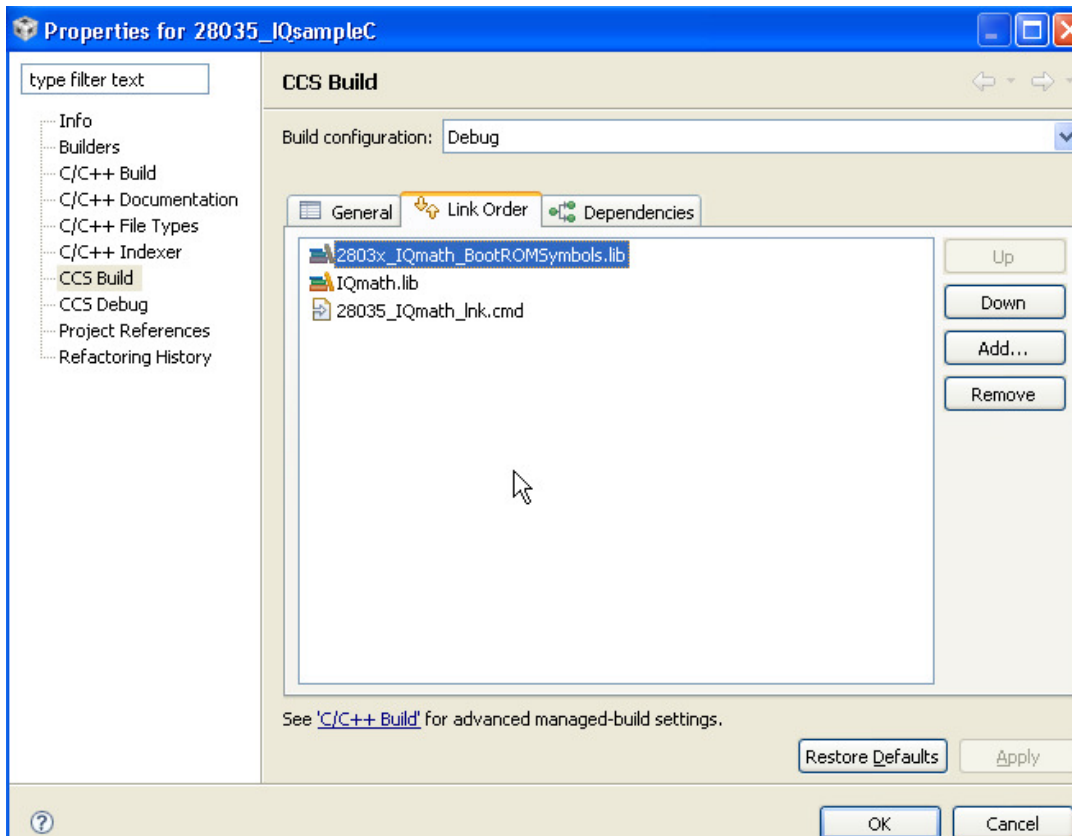 Properties for 28035_IQsampleC
type filter text
Info
Builders
C/C++ Build
C/C++ Documentation
C/C++ File Types
C/C++ Indexer
CCS Build
CCS Debug
Project References
Refactoring History
CCS Build
Build configuration: Debug
General Link Order Dependencies
2803x_IQmath_BootROMSymbols.lib
IQmath.lib
28035_IQmath_lnk.cmd
Up
Down
Add...
Remove
See 'C/C++ Build' for advanced managed-build settings.
Restore Defaults Apply
? OK Cancel